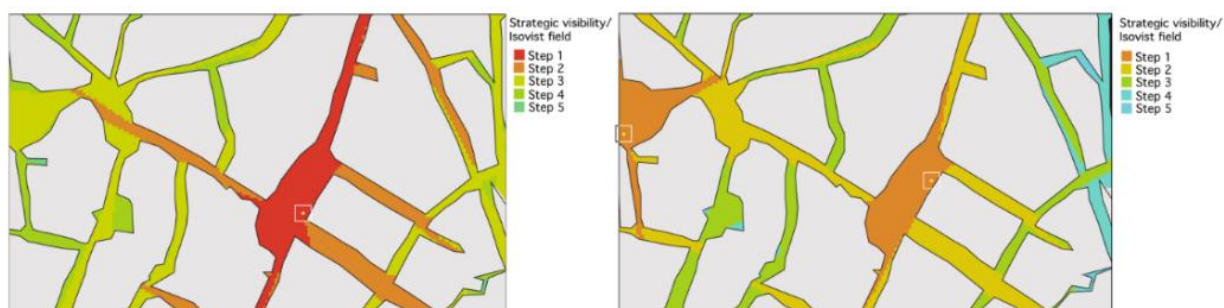 Strategic visibility/
Isovist field
Step 1
Step 2
Step 3
Step 4
Step 5
Strategic visibility/
Isovist field
Step 1
Step 2
Step 3
Step 4
Step 5